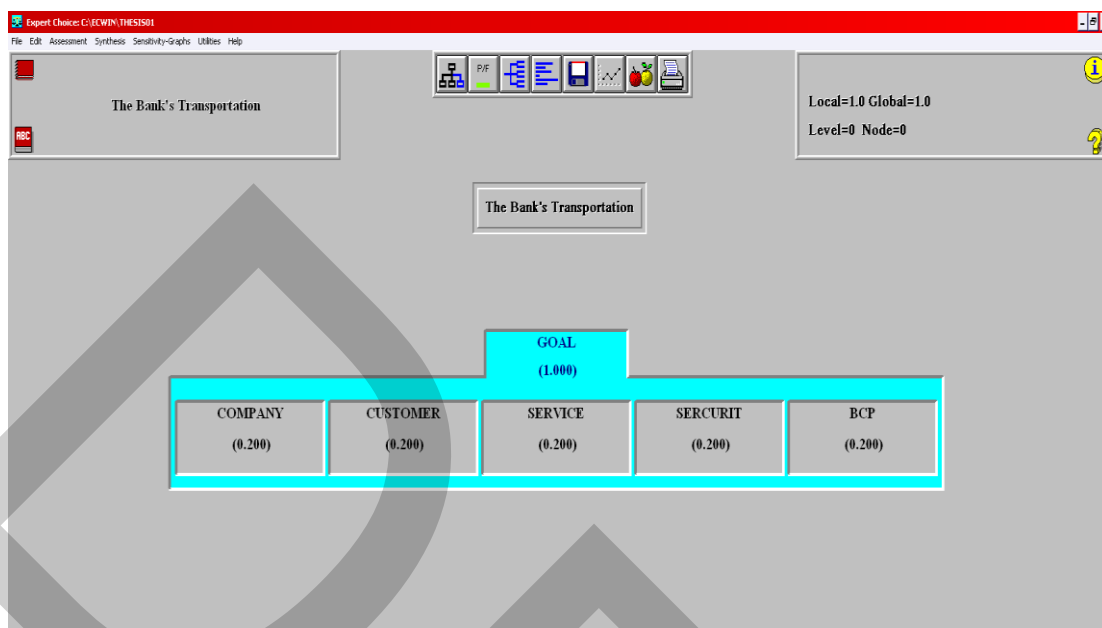 Expert Choice: C:\ECWIN\THESIS01
File Edit Assessment Synthesis Sensitivity-Graphs Utilities Help
The Bank's Transportation
ABC
P/F
Local=1.0 Global=1.0
Level=0 Node=0
The Bank's Transportation
GOAL
(1.000)
COMPANY CUSTOMER SERVICE SERCURIT BCP
(0.200) (0.200) (0.200) (0.200) (0.200)